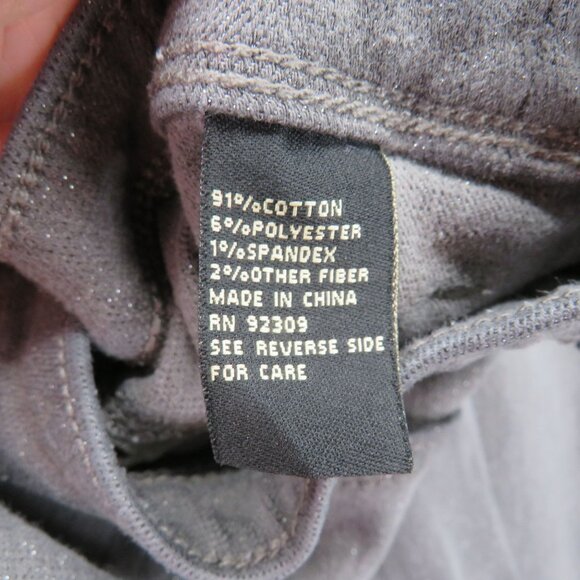 91%COTTON
6%POLYESTER
1%SPANDEX
2%OTHER FIBER
MADE IN CHINA
RN 92309
SEE REVERSE SIDE
FOR CARE